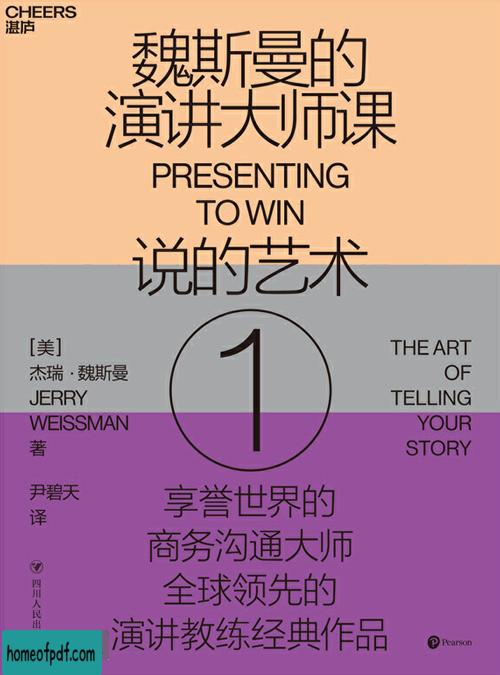 CHEERS
湛庐
魏斯曼的
演讲大师课
PRESENTING
TO WIN
说的艺术
1
[美]
杰瑞·魏斯曼
JERRY
WEISSMAN
著
尹碧天
译
THE ART
OF
TELLING
YOUR
STORY
享誉世界的
商务沟通大师
全球领先的
演讲教练经典作品
四川人民出
Pearson
homeofpdf.com